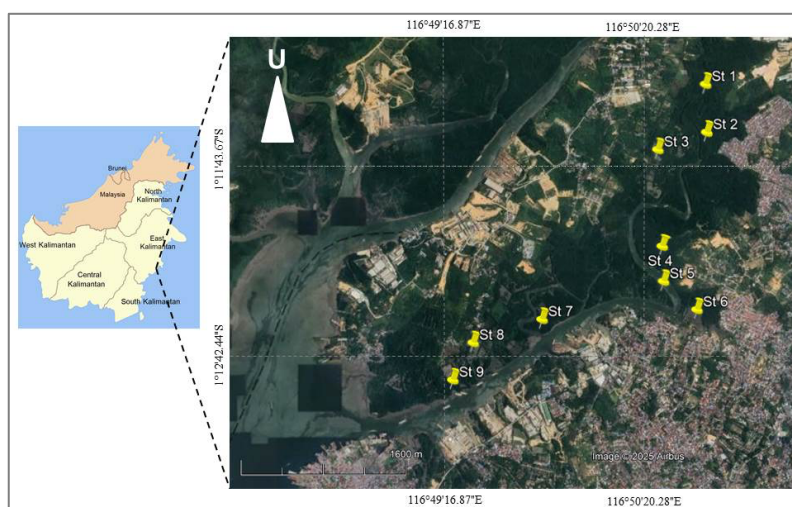 116°49'16.87"E
116°50'20.28"E
U
St 1
St 2
St 3
1°11'43.67"S
Brunei
Malaysia
North
Kalimantan
West Kalimantan
East
Kalimantan
Central
Kalimantan
South Kalimantan
St 4
St 5
St 6
St 7
St 8
St 9
1°12'42.44"S
1600 m
Image © 2025 Airbus
116°49'16.87"E
116°50'20.28"E